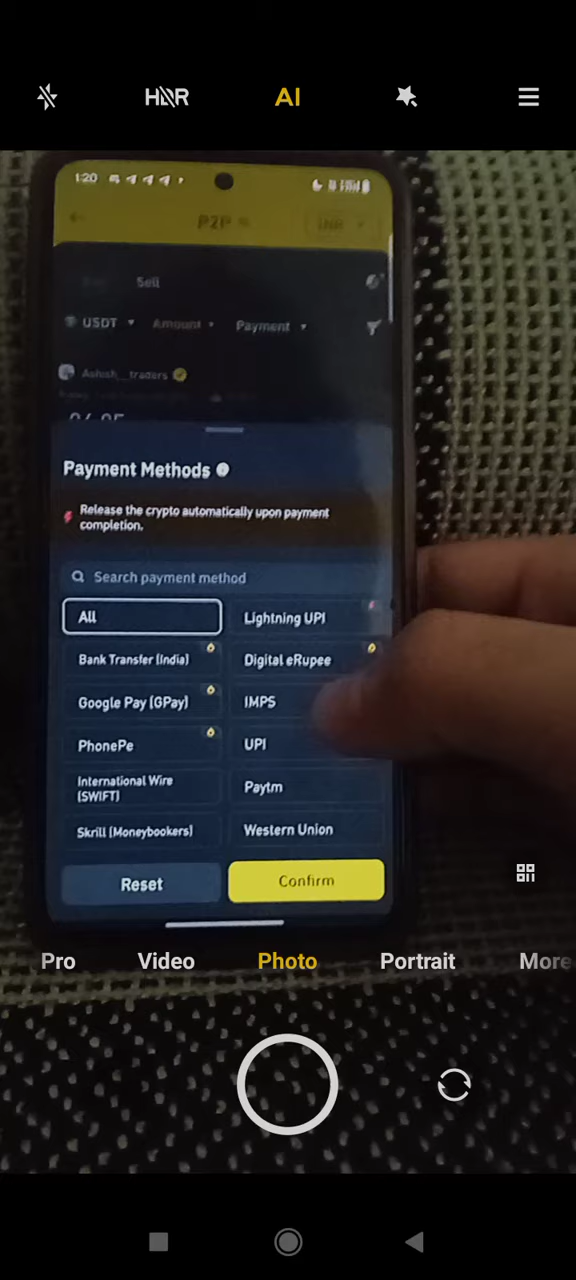 HDR
AI
1:20
P2P
INR
Sell
USDT Amount Payment
Ashish__traders
Payment Methods
Release the crypto automatically upon payment
completion.
Search payment method
All
Lightning UPI
Bank Transfer (India)
Digital eRupee
Google Pay (GPay)
IMPS
PhonePe
UPI
International Wire
(SWIFT)
Paytm
Skrill (Moneybookers)
Western Union
Reset
Confirm
Pro Video Photo Portrait More